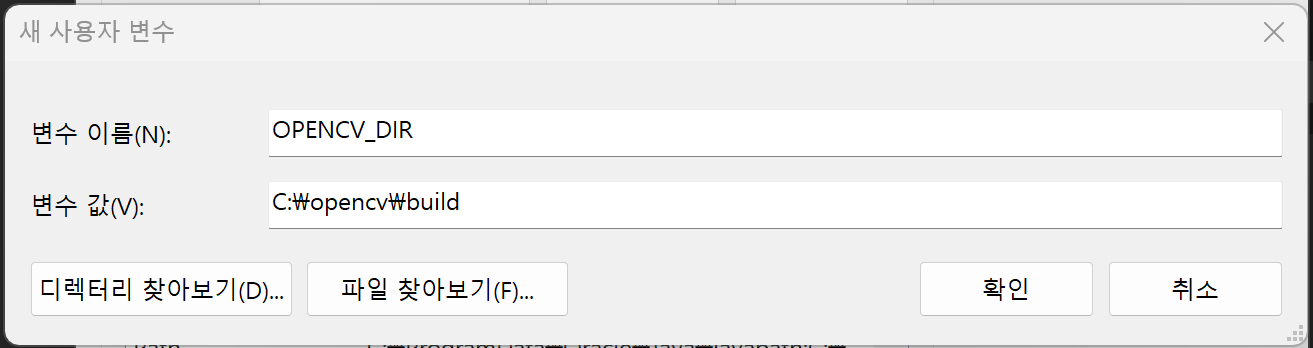 새 사용자 변수
변수 이름(N):
OPENCV_DIR
변수 값(V):
C:₩opencv₩build
디렉터리 찾아보기(D)...
파일 찾아보기(F)...
확인
취소